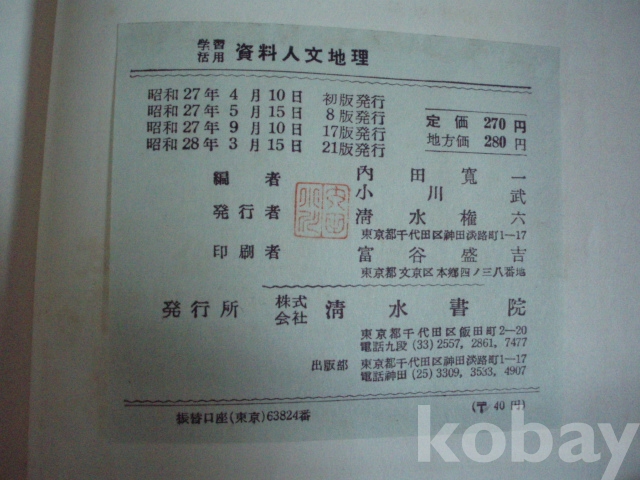 学習活用 資料人文地理
昭和27年 4月10日 初版発行
昭和27年 5月15日 8版発行
昭和27年 9月10日 17版発行
昭和28年 3月15日 21版発行
定価 270円
地方価 280円
編者 内田寛一
小川武
発行者 清水権六
東京都千代田区神田淡路町1―17
印刷者 富谷盛吉
東京都文京区本郷四ノ三八番地
発行所 株式会社 清水書院
東京都千代田区飯田町2―20
電話九段 (33) 2557, 2861, 7477
出版部 東京都千代田区神田淡路町1―17
電話神田 (25) 3309, 3533, 4907
振替口座(東京)63824番
(〒40円)
kobay